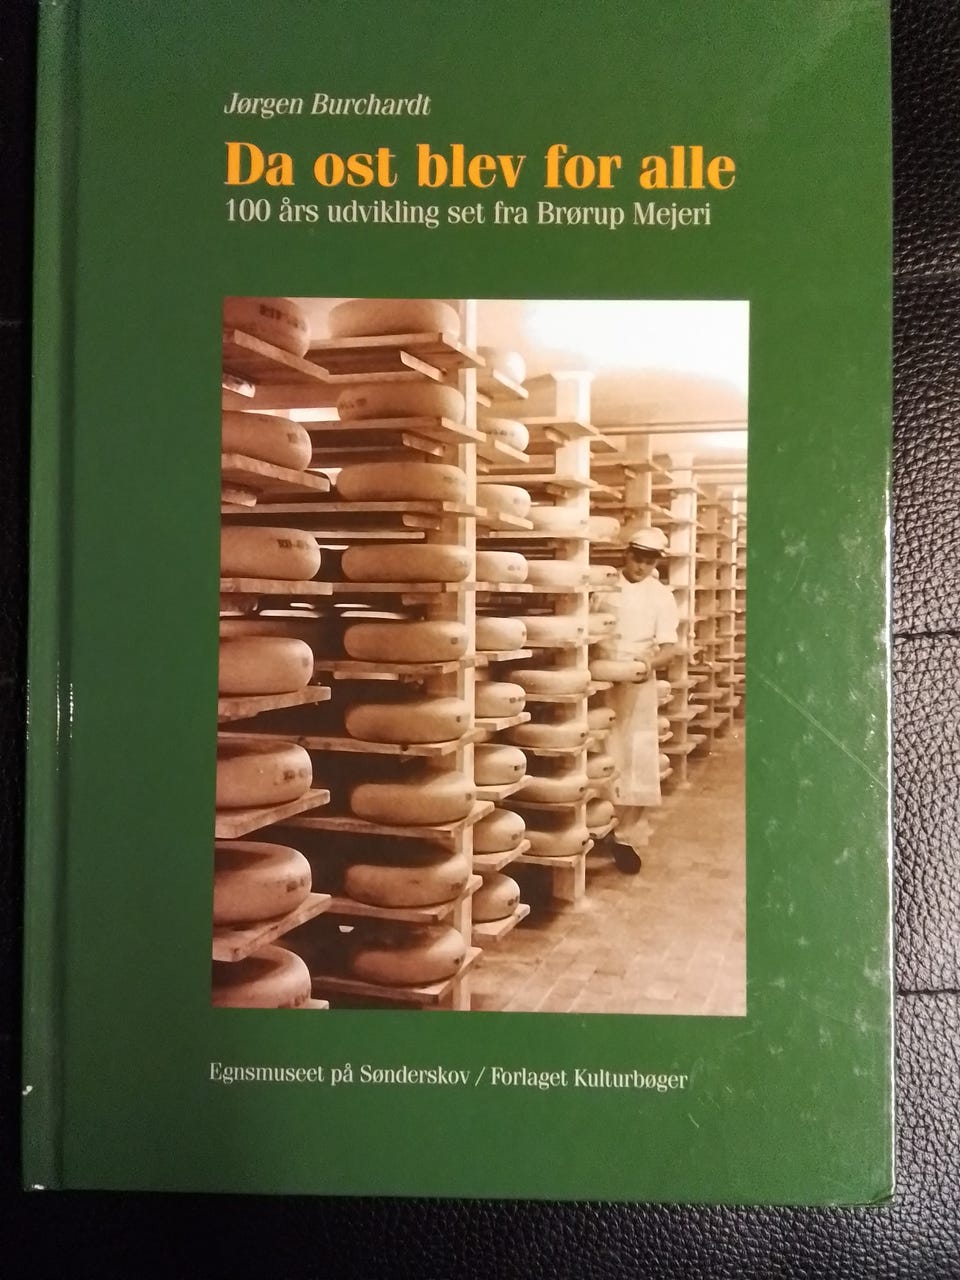 Jørgen Burchardt
Da ost blev for alle
100 års udvikling set fra Brørup Mejeri
Egnsmuseet på Sønderskov / Forlaget Kulturbøger